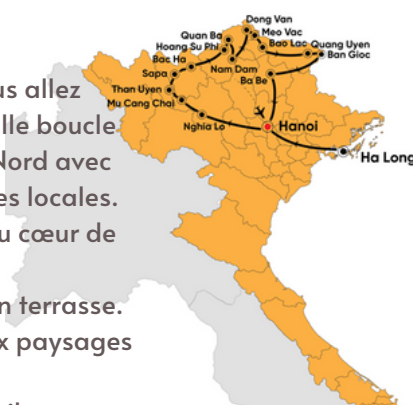 us allez
lle boucle
Nord avec
es locales.
u cœur de
n terrasse.
x paysages
Dong Van
Quan Ba
Meo Vac
Hoang Su Phi
Bao Lac
Quang Uyen
Bac Ha
Nam Dam
Ban Gioc
Sapa
Ba Be
Than Uyen
Mu Cang Chai
Nghia Lo
Hanoi
Ha Long